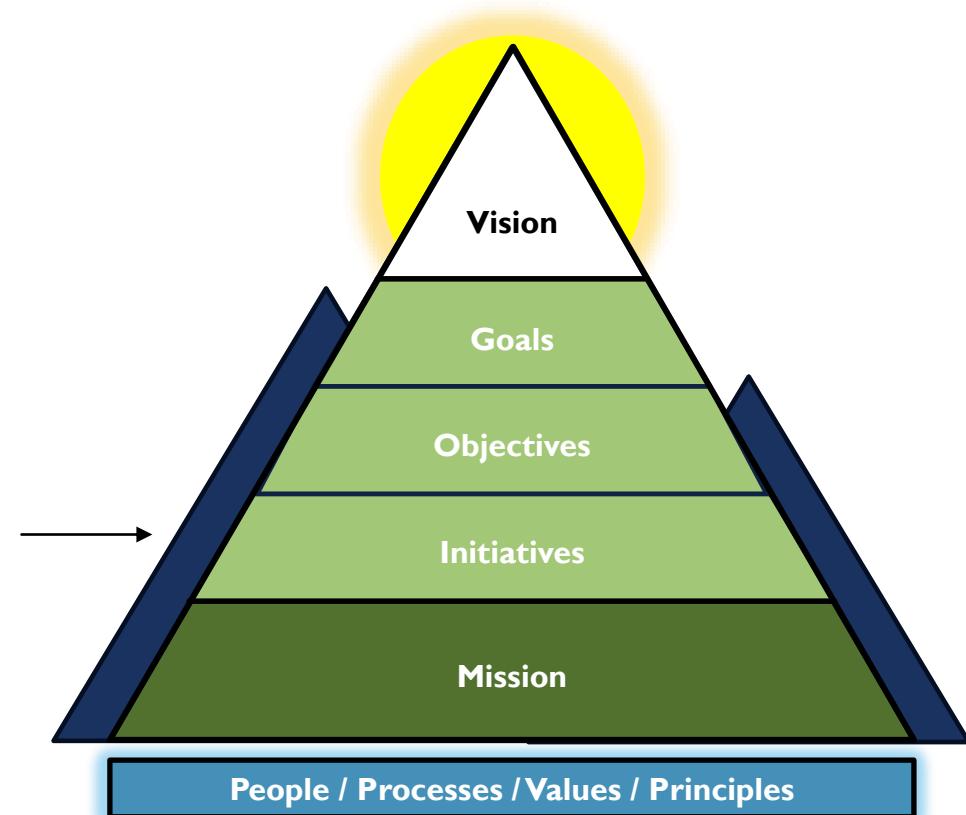 Vision
Goals
Objectives
Initiatives
Mission
People / Processes / Values / Principles